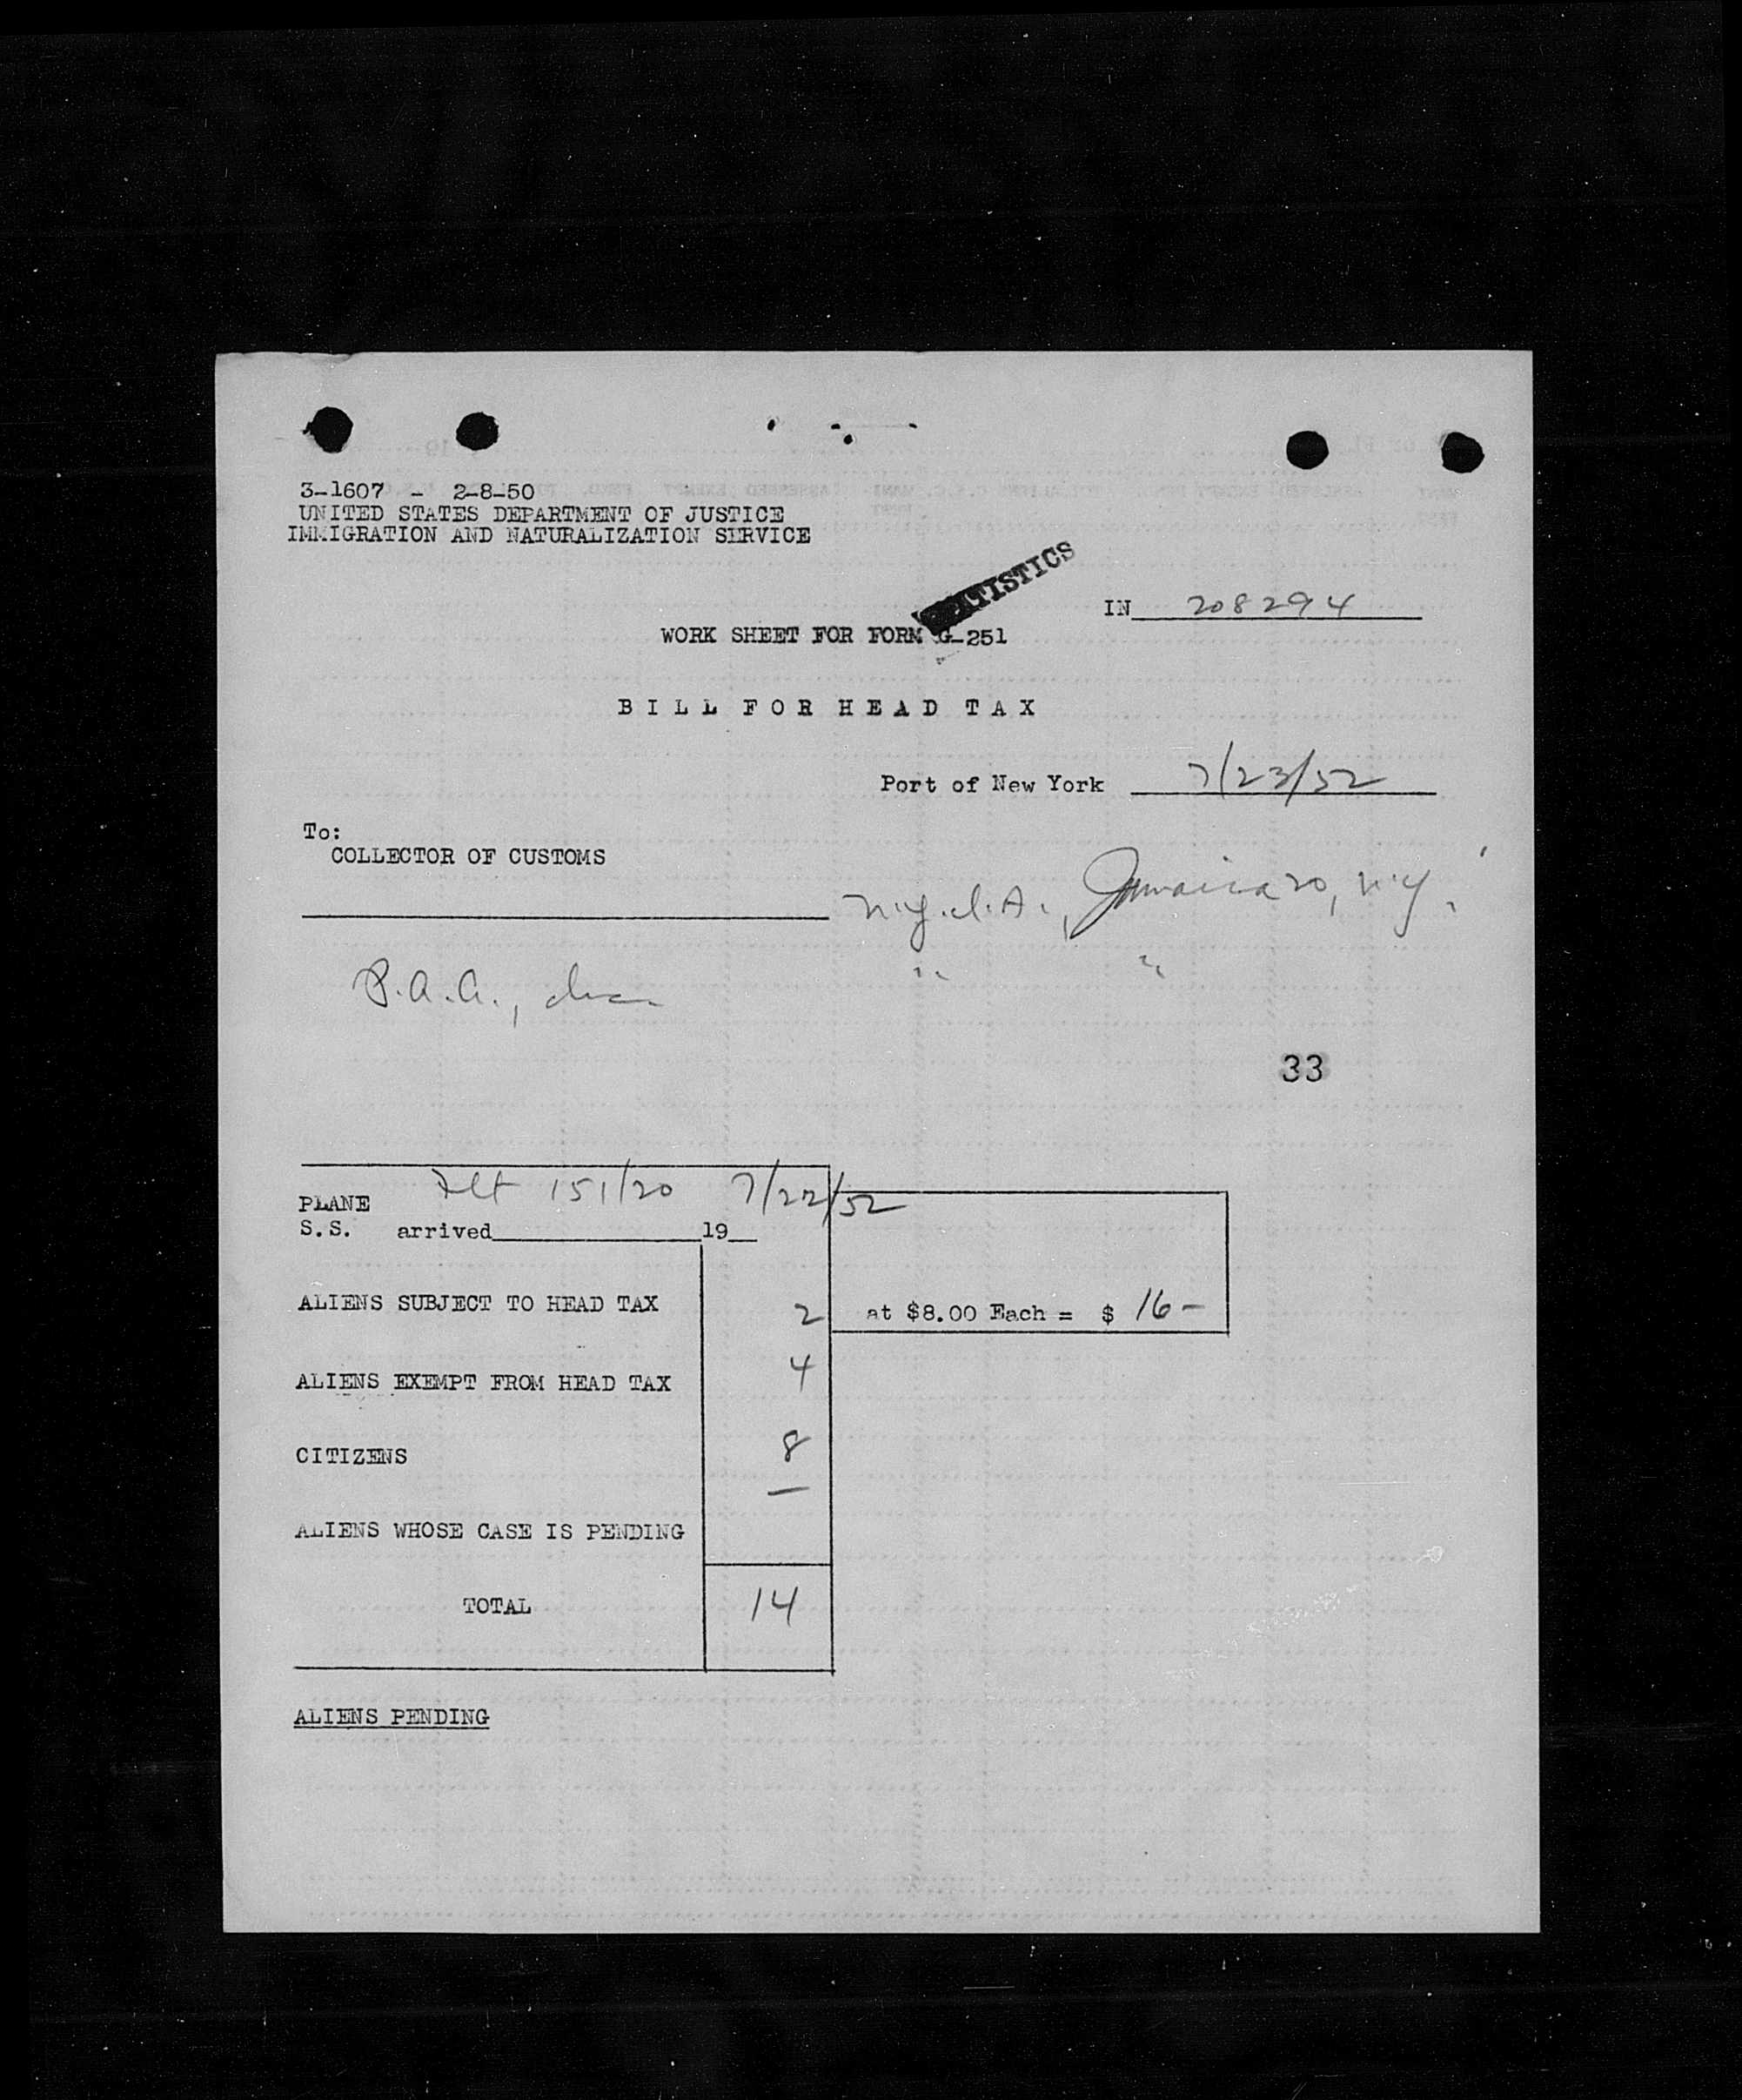 3-1607 - 2-8-50
UNITED STATES DEPARTMENT OF JUSTICE
IMMIGRATION AND NATURALIZATION SERVICE
IN 208294
WORK SHEET FOR FORM G-251
BILL FOR HEAD TAX
Port of New York 7/23/52
To:
COLLECTOR OF CUSTOMS
N.Y.I.A., Jamaica 20, N.Y.
" "
P.A.A.,
33
PLANE Flt 151/20 7/22/52
S.S. arrived 19
ALIENS SUBJECT TO HEAD TAX 2 at $8.00 Each = $ 16-
ALIENS EXEMPT FROM HEAD TAX 4
CITIZENS 8
ALIENS WHOSE CASE IS PENDING —
TOTAL 14
ALIENS PENDING